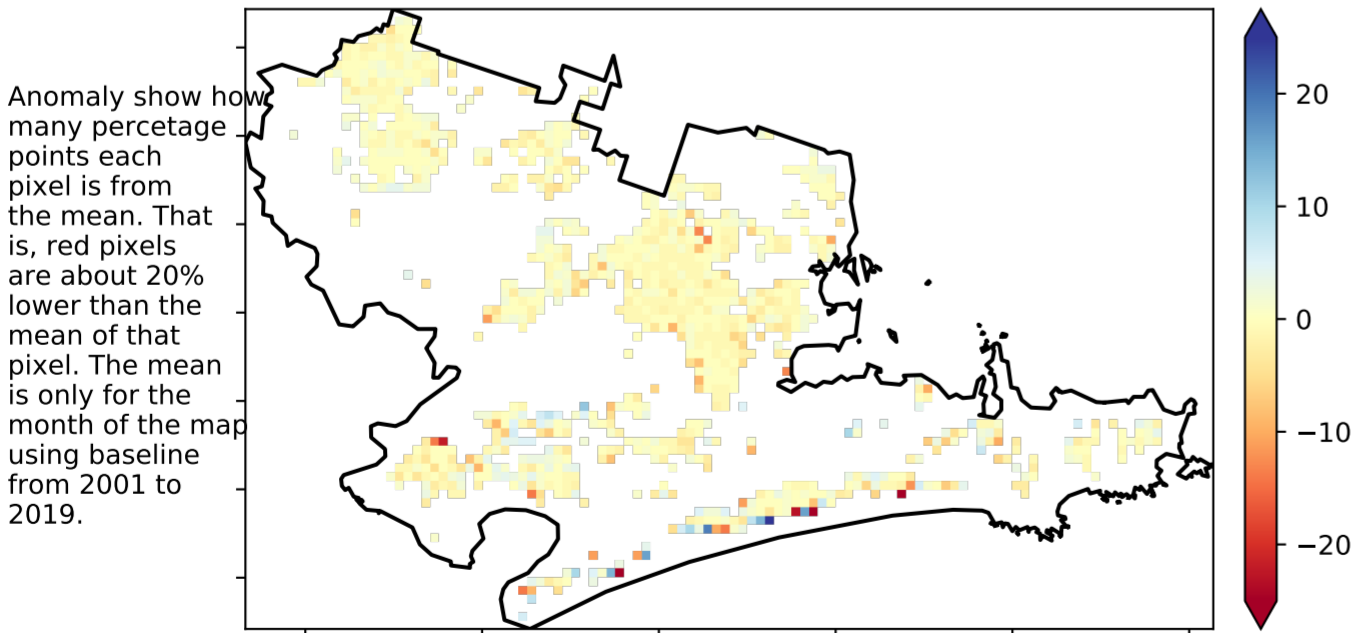 Anomaly show how
many percetage
points each
pixel is from
the mean. That
is, red pixels
are about 20%
lower than the
mean of that
pixel. The mean
is only for the
month of the map
using baseline
from 2001 to
2019.
20
10
0
−10
−20